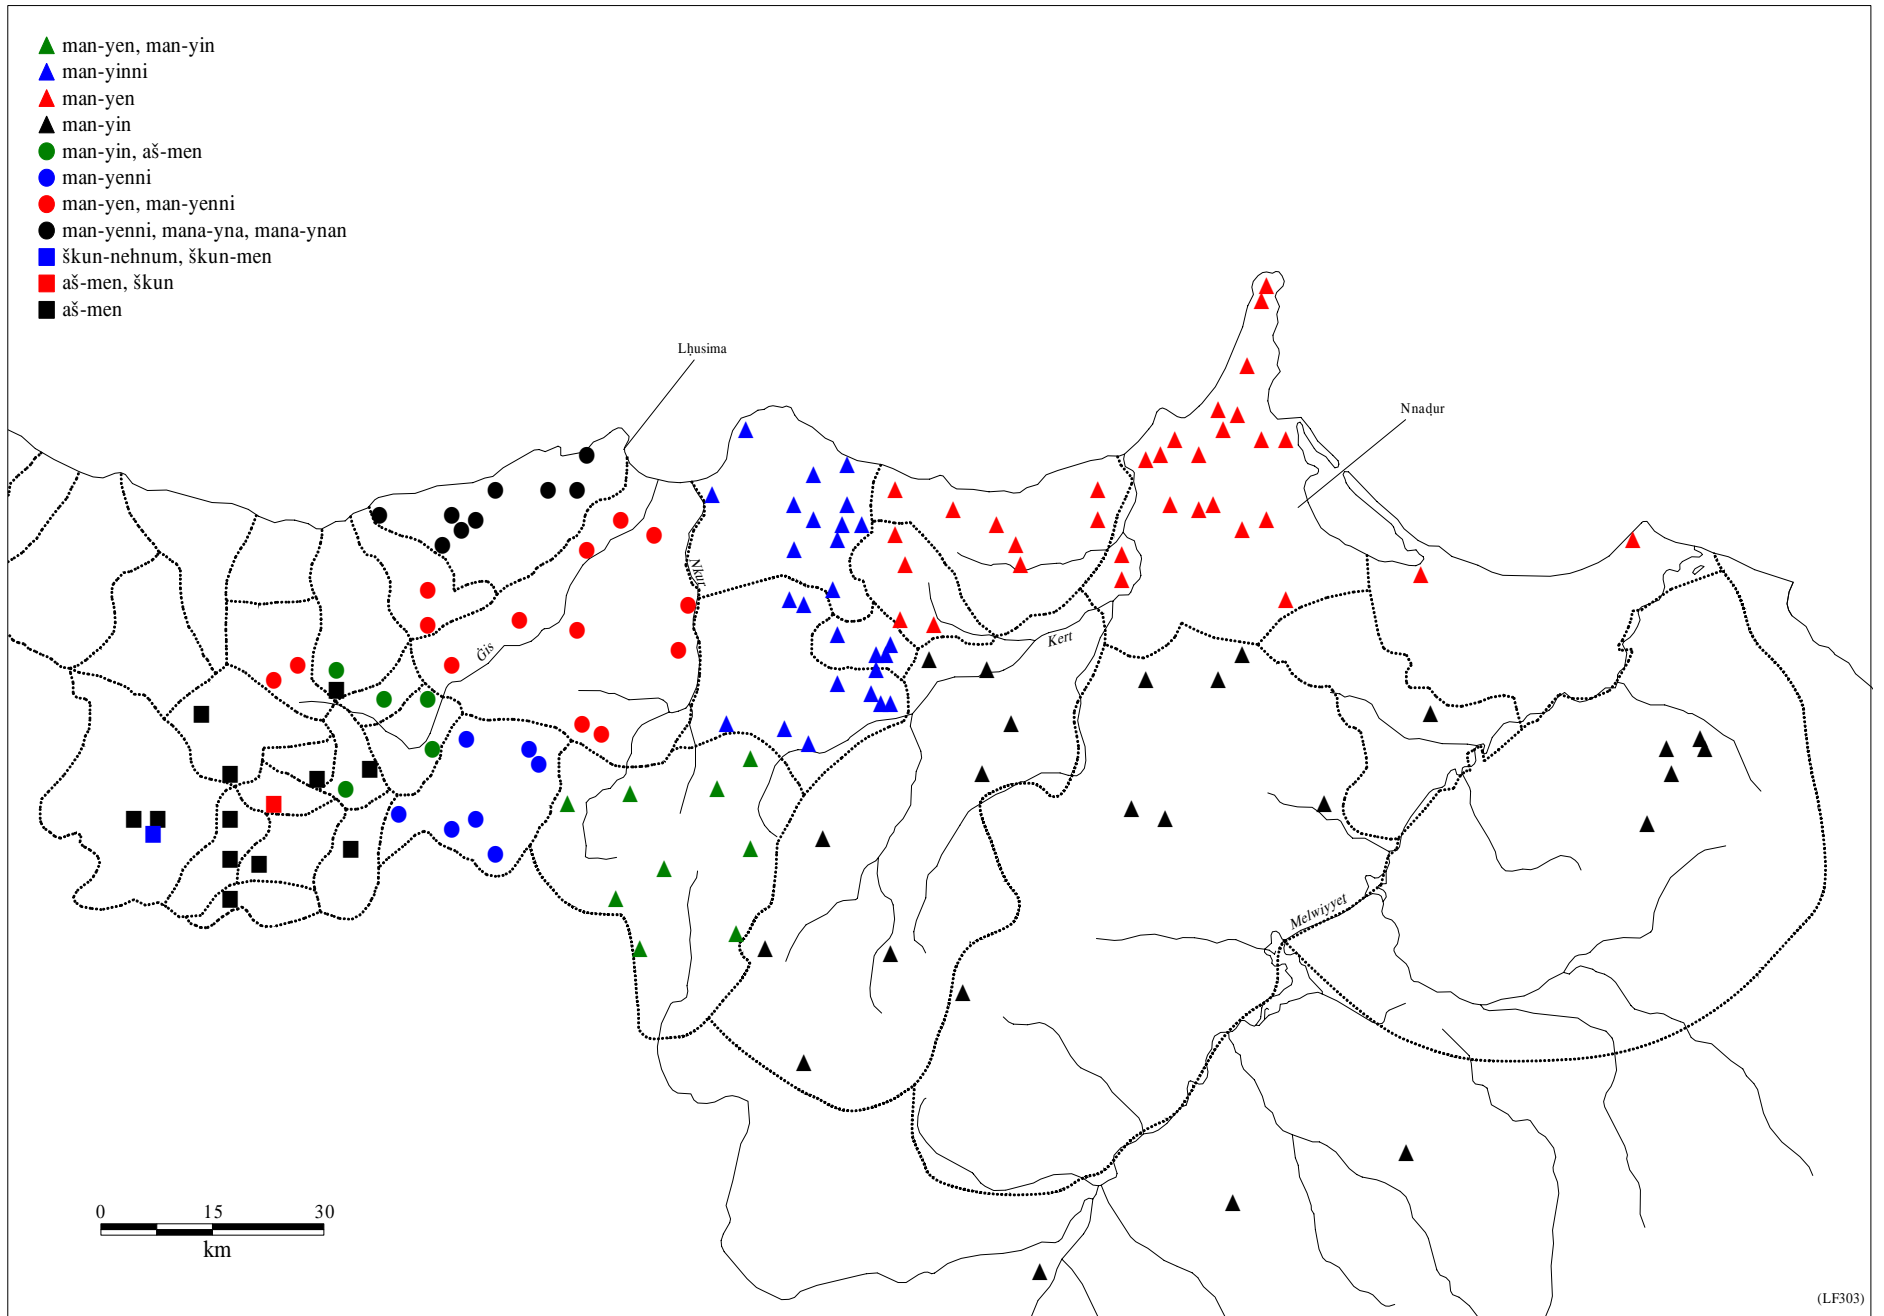 man-yen, man-yin
man-yinni
man-yen
man-yin
man-yin, aš-men
man-yenni
man-yen, man-yenni
man-yenni, mana-yna, mana-ynan
škun-nehnum, škun-men
aš-men, škun
aš-men
Lḥusima
Nnaḍur
Nkur
Kert
Ġis
Melwiyyet
0 15 30
km
(LF303)